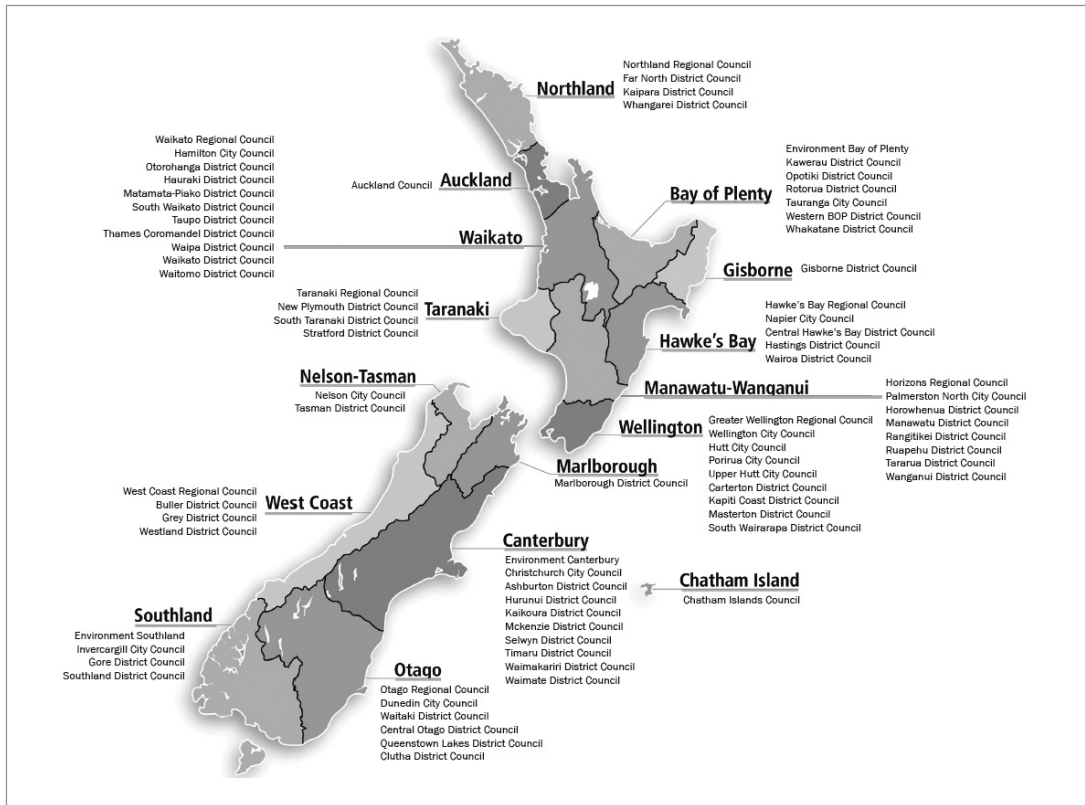 Northland
Northland Regional Council
Far North District Council
Kaipara District Council
Whangarei District Council
Auckland
Auckland Council
Waikato Regional Council
Hamilton City Council
Otorohanga District Council
Hauraki District Council
Matamata-Piako District Council
South Waikato District Council
Taupo District Council
Thames Coromandel District Council
Waipa District Council
Waikato District Council
Waitomo District Council
Waikato
Bay of Plenty
Environment Bay of Plenty
Kawerau District Council
Opotiki District Council
Rotorua District Council
Tauranga City Council
Western BOP District Council
Whakatane District Council
Gisborne
Gisborne District Council
Taranaki Regional Council
New Plymouth District Council
South Taranaki District Council
Stratford District Council
Taranaki
Hawke's Bay
Hawke's Bay Regional Council
Napier City Council
Central Hawke's Bay District Council
Hastings District Council
Wairoa District Council
Nelson-Tasman
Nelson City Council
Tasman District Council
Manawatu-Wanganui
Horizons Regional Council
Palmerston North City Council
Horowhenua District Council
Manawatu District Council
Rangitikei District Council
Ruapehu District Council
Tararua District Council
Wanganui District Council
Wellington
Greater Wellington Regional Council
Wellington City Council
Hutt City Council
Porirua City Council
Upper Hutt City Council
Carterton District Council
Kapiti Coast District Council
Masterton District Council
South Wairarapa District Council
Marlborough
Marlborough District Council
West Coast Regional Council
Buller District Council
Grey District Council
Westland District Council
West Coast
Canterbury
Environment Canterbury
Christchurch City Council
Ashburton District Council
Hurunui District Council
Kaikoura District Council
Mckenzie District Council
Selwyn District Council
Timaru District Council
Waimakariri District Council
Waimate District Council
Chatham Island
Chatham Islands Council
Southland
Environment Southland
Invercargill City Council
Gore District Council
Southland District Council
Otago
Otago Regional Council
Dunedin City Council
Waitaki District Council
Central Otago District Council
Queenstown Lakes District Council
Clutha District Council